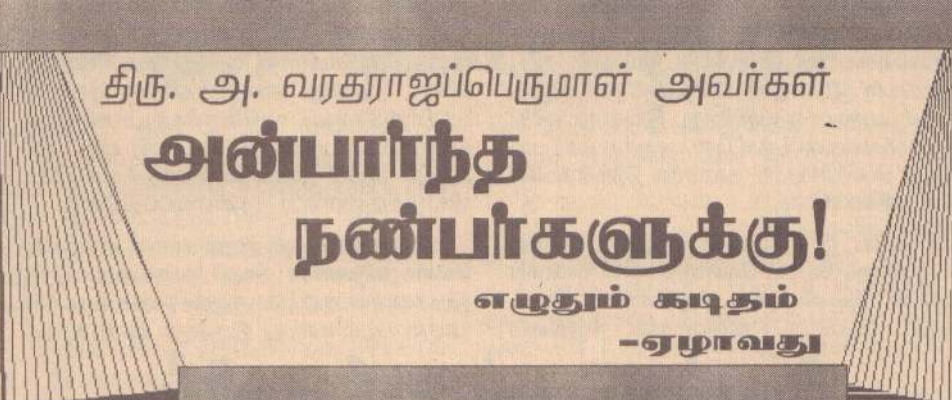 திரு. அ. வரதராஜப்பெருமாள் அவர்கள்
அன்பார்ந்த
நண்பர்களுக்கு!
எழுதும் கடிதம்
-ஏழாவது